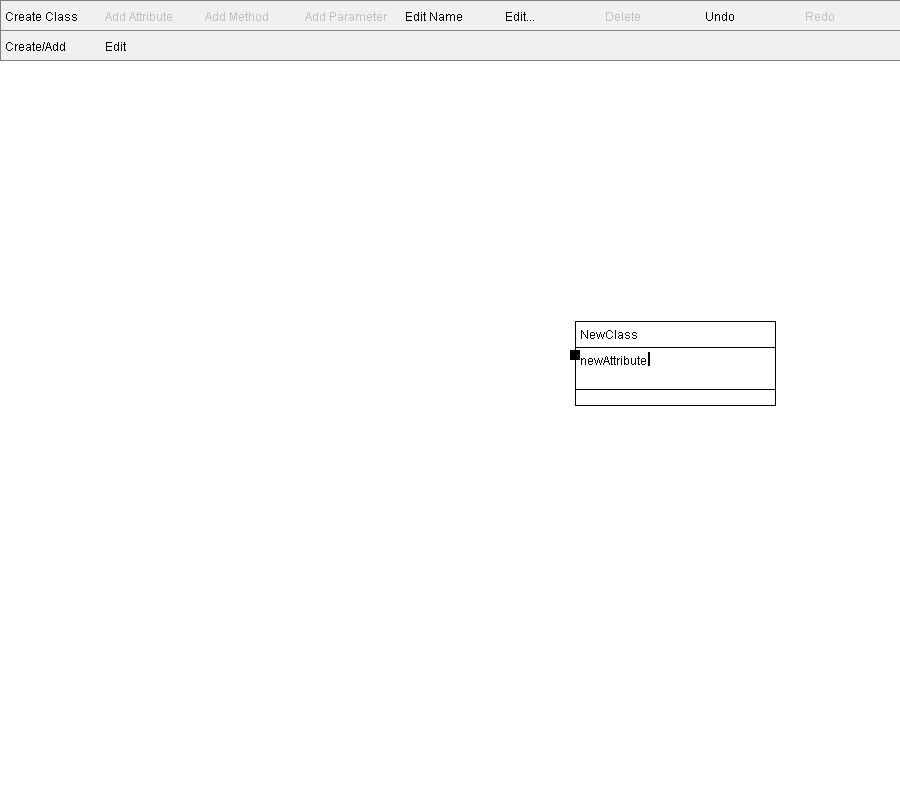 Create Class Add Attribute Add Method Add Parameter Edit Name Edit... Delete Undo Redo
Create/Add Edit
NewClass
newAttribute